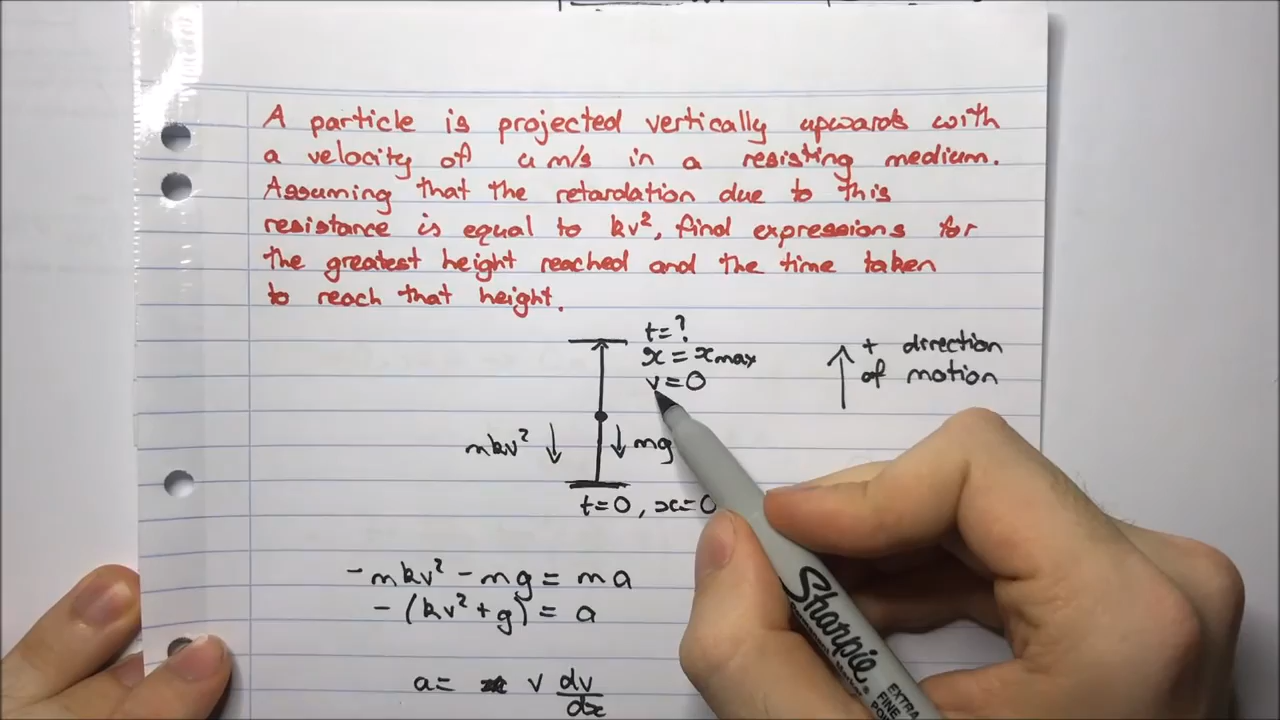 A particle is projected vertically upwards with
a velocity of u m/s in a resisting medium.
Assuming that the retardation due to this
resistance is equal to kv², find expressions for
the greatest height reached and the time taken
to reach that height.
t=?
x = xmax
v=0
+ direction
of motion
mkv²
mg
t=0, x=0
-mkv² - mg = ma
-(kv² + g) = a
a= v dv/dx
Sharpie
EXTRA
FINE